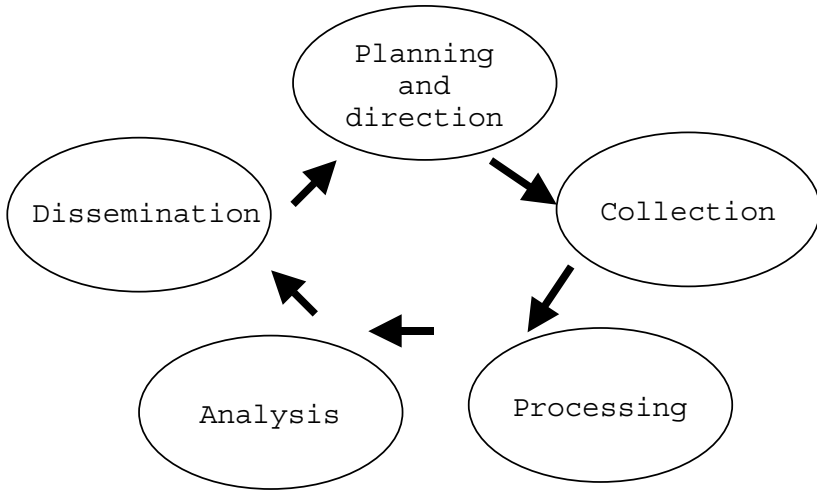 Planning
and
direction
Collection
Processing
Analysis
Dissemination